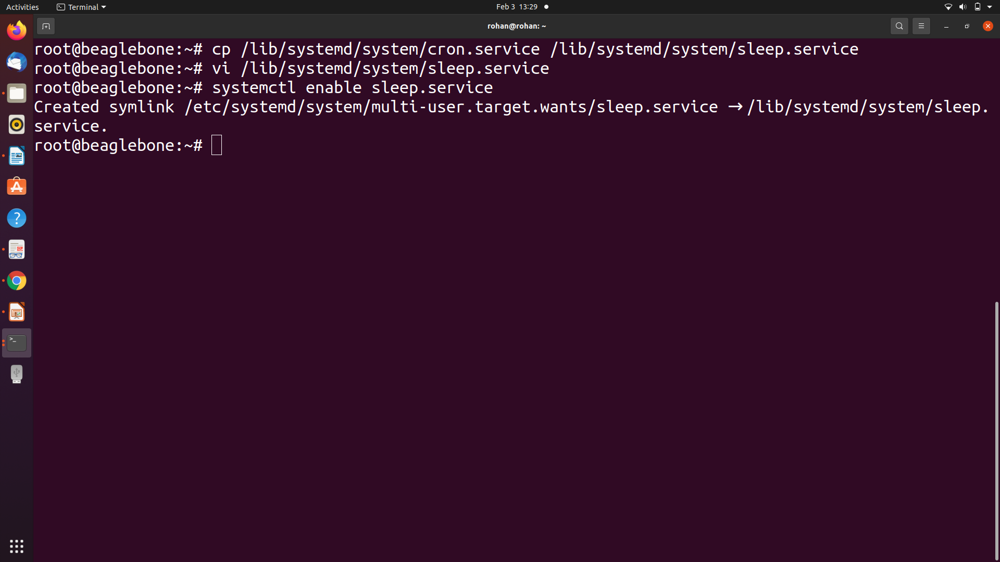 Activities
Terminal
Feb 3 13:29
rohan@rohan: ~
root@beaglebone:~# cp /lib/systemd/system/cron.service /lib/systemd/system/sleep.service
root@beaglebone:~# vi /lib/systemd/system/sleep.service
root@beaglebone:~# systemctl enable sleep.service
Created symlink /etc/systemd/system/multi-user.target.wants/sleep.service → /lib/systemd/system/sleep.
service.
root@beaglebone:~#